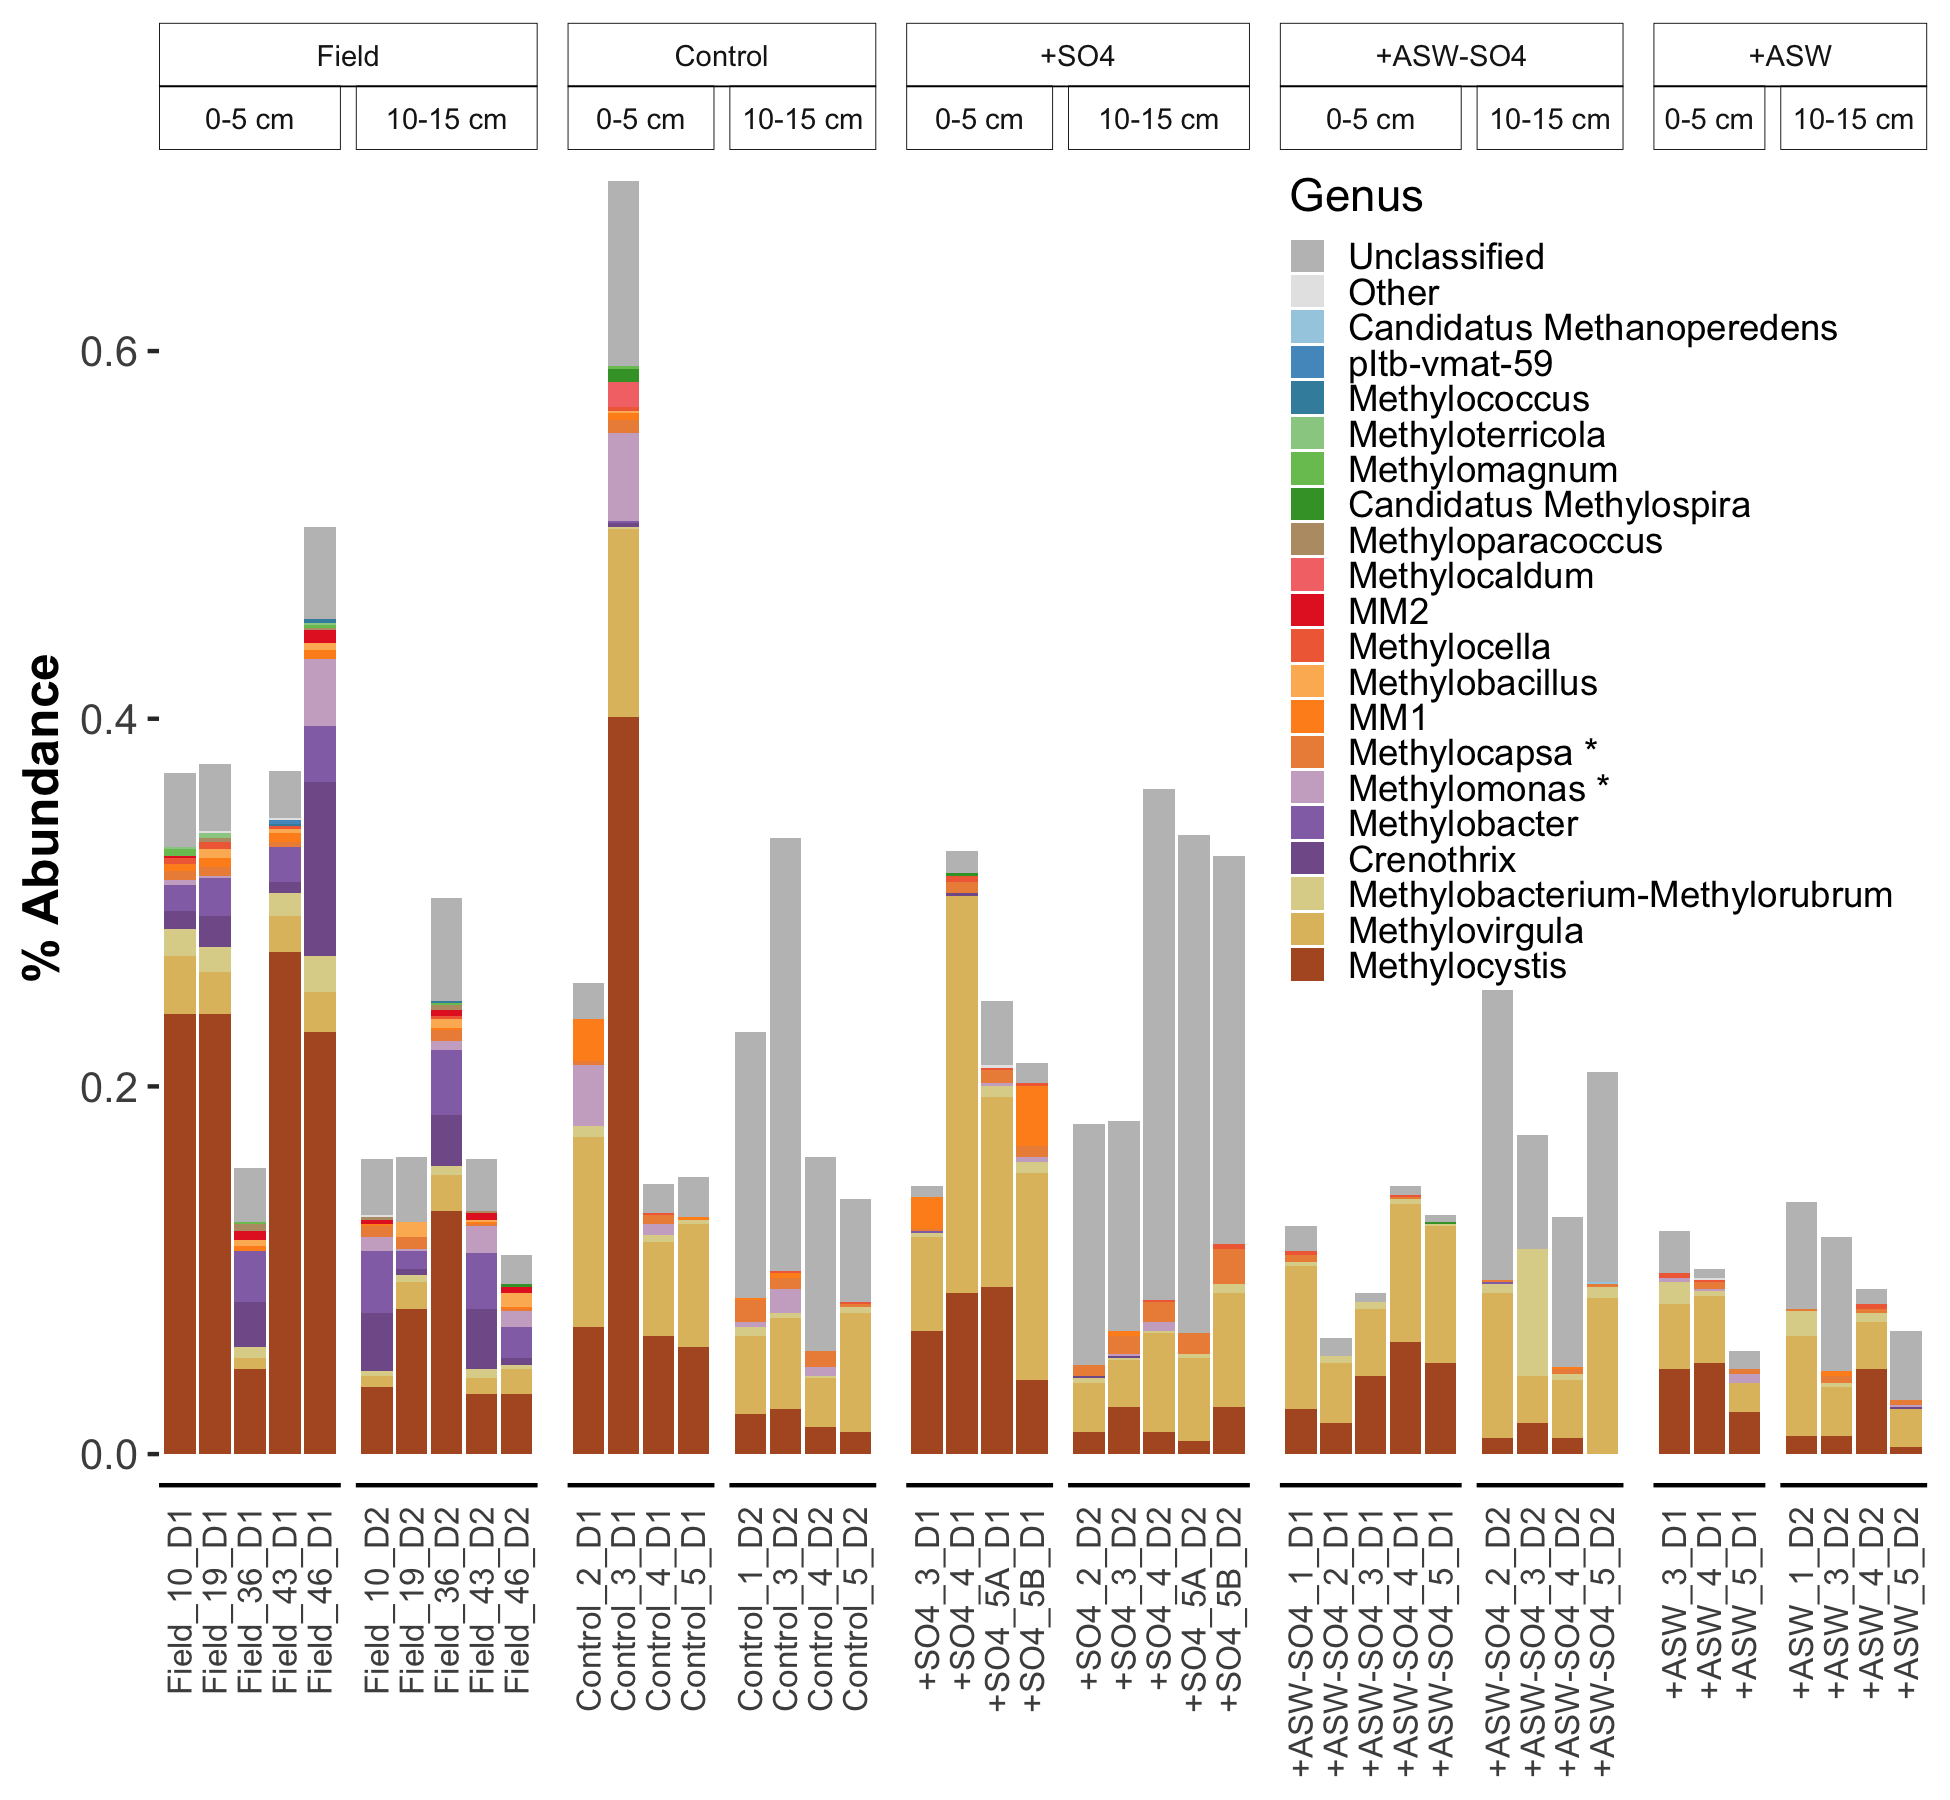 Field Control +SO4 +ASW-SO4 +ASW
0-5 cm 10-15 cm 0-5 cm 10-15 cm 0-5 cm 10-15 cm 0-5 cm 10-15 cm 0-5 cm 10-15 cm
Genus
Unclassified
Other
Candidatus Methanoperedens
pItb-vmat-59
Methylococcus
Methyloterricola
Methylomagnum
Candidatus Methylospira
Methyloparacoccus
Methylocaldum
MM2
Methylocella
Methylobacillus
MM1
Methylocapsa *
Methylomonas *
Methylobacter
Crenothrix
Methylobacterium-Methylorubrum
Methylovirgula
Methylocystis
% Abundance
0.6
0.4
0.2
0.0
Field_10_D1
Field_19_D1
Field_36_D1
Field_43_D1
Field_46_D1
Field_10_D2
Field_19_D2
Field_36_D2
Field_43_D2
Field_46_D2
Control_2_D1
Control_3_D1
Control_4_D1
Control_5_D1
Control_1_D2
Control_3_D2
Control_4_D2
Control_5_D2
+SO4_3_D1
+SO4_4_D1
+SO4_5A_D1
+SO4_5B_D1
+SO4_2_D2
+SO4_3_D2
+SO4_4_D2
+SO4_5A_D2
+SO4_5B_D2
+ASW-SO4_1_D1
+ASW-SO4_2_D1
+ASW-SO4_3_D1
+ASW-SO4_4_D1
+ASW-SO4_5_D1
+ASW-SO4_2_D2
+ASW-SO4_3_D2
+ASW-SO4_4_D2
+ASW-SO4_5_D2
+ASW_3_D1
+ASW_4_D1
+ASW_5_D1
+ASW_1_D2
+ASW_3_D2
+ASW_4_D2
+ASW_5_D2